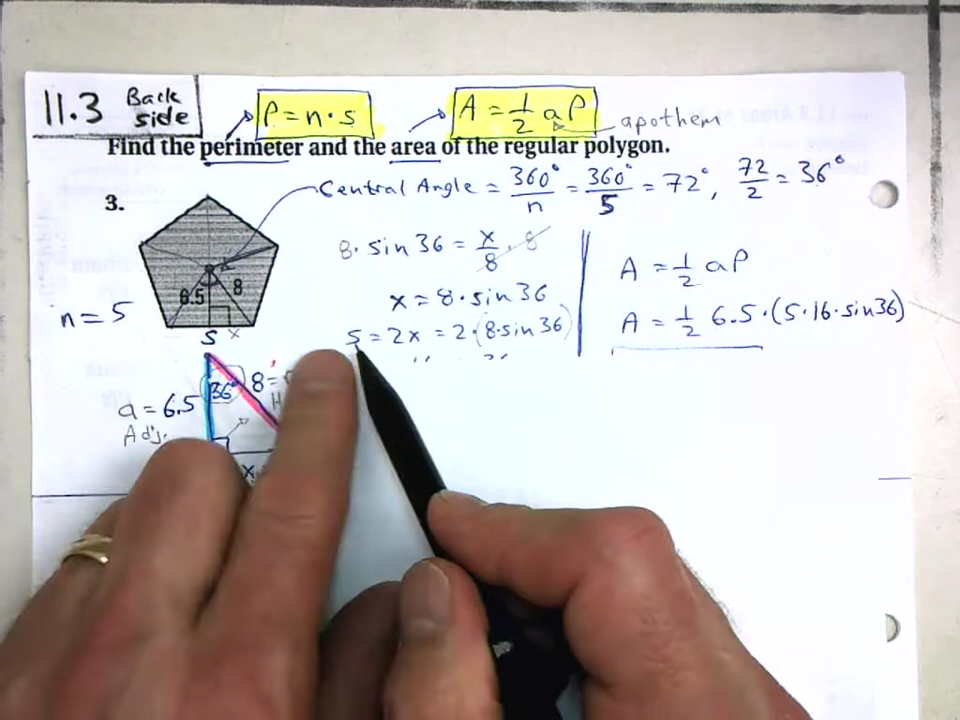 11.3 Back side
P = n · s
A = ½ aP
apothem
Find the perimeter and the area of the regular polygon.
Central Angle = 360°/n = 360°/5 = 72°, 72/2 = 36°
3.
6.5
8
n = 5
s
x
8 · sin 36 = x/8 · 8
x = 8 · sin 36
s = 2x = 2 · (8 · sin 36)
A = ½ aP
A = ½ 6.5 · (5 · 16 · sin 36)
36°
8 =
a = 6.5
Adj.
x